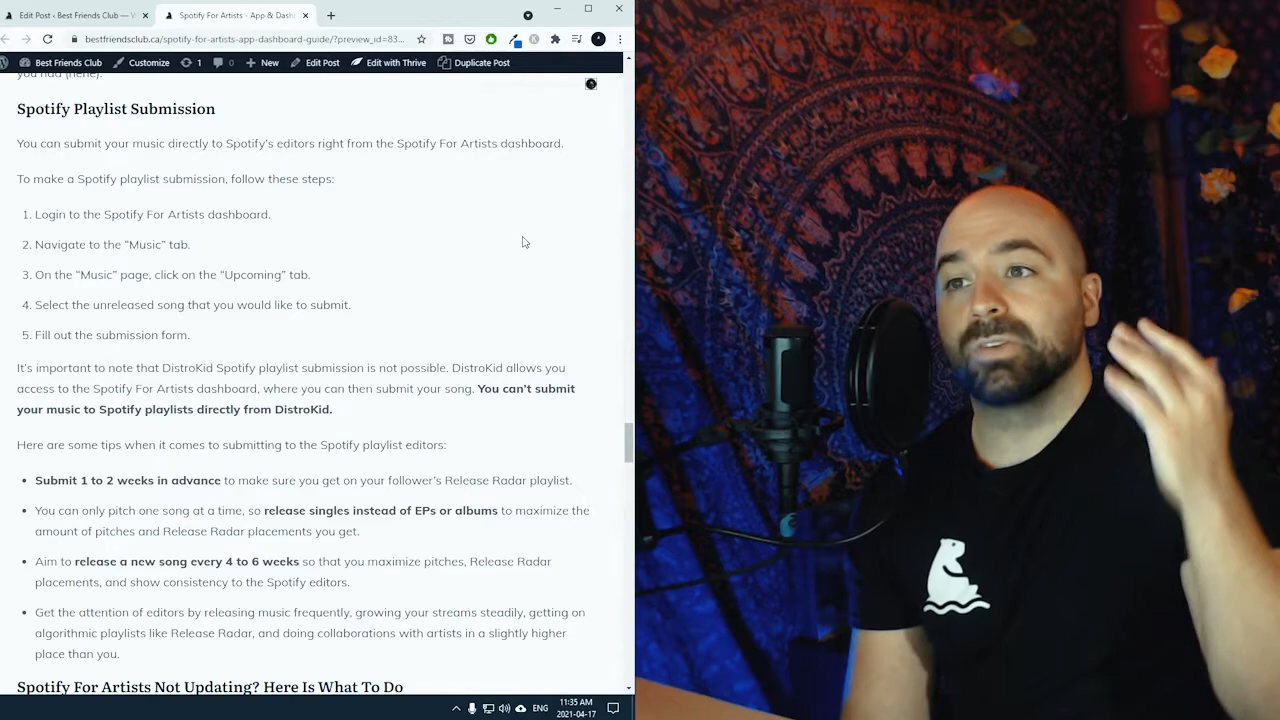 Edit Post ‹ Best Friends Club — W
Spotify For Artists - App & Dash
bestfriendsclub.ca/spotify-for-artists-app-dashboard-guide/?preview_id=83...
Best Friends Club Customize 1 0 New Edit Post Edit with Thrive Duplicate Post
you had (here).
Spotify Playlist Submission
You can submit your music directly to Spotify's editors right from the Spotify For Artists dashboard.
To make a Spotify playlist submission, follow these steps:
1. Login to the Spotify For Artists dashboard.
2. Navigate to the “Music” tab.
3. On the “Music” page, click on the “Upcoming” tab.
4. Select the unreleased song that you would like to submit.
5. Fill out the submission form.
It’s important to note that DistroKid Spotify playlist submission is not possible. DistroKid allows you
access to the Spotify For Artists dashboard, where you can then submit your song. You can’t submit
your music to Spotify playlists directly from DistroKid.
Here are some tips when it comes to submitting to the Spotify playlist editors:
• Submit 1 to 2 weeks in advance to make sure you get on your follower’s Release Radar playlist.
• You can only pitch one song at a time, so release singles instead of EPs or albums to maximize the
amount of pitches and Release Radar placements you get.
• Aim to release a new song every 4 to 6 weeks so that you maximize pitches, Release Radar
placements, and show consistency to the Spotify editors.
• Get the attention of editors by releasing music frequently, growing your streams steadily, getting on
algorithmic playlists like Release Radar, and doing collaborations with artists in a slightly higher
place than you.
Spotify For Artists Not Updating? Here Is What To Do
ENG
11:35 AM
2021-04-17